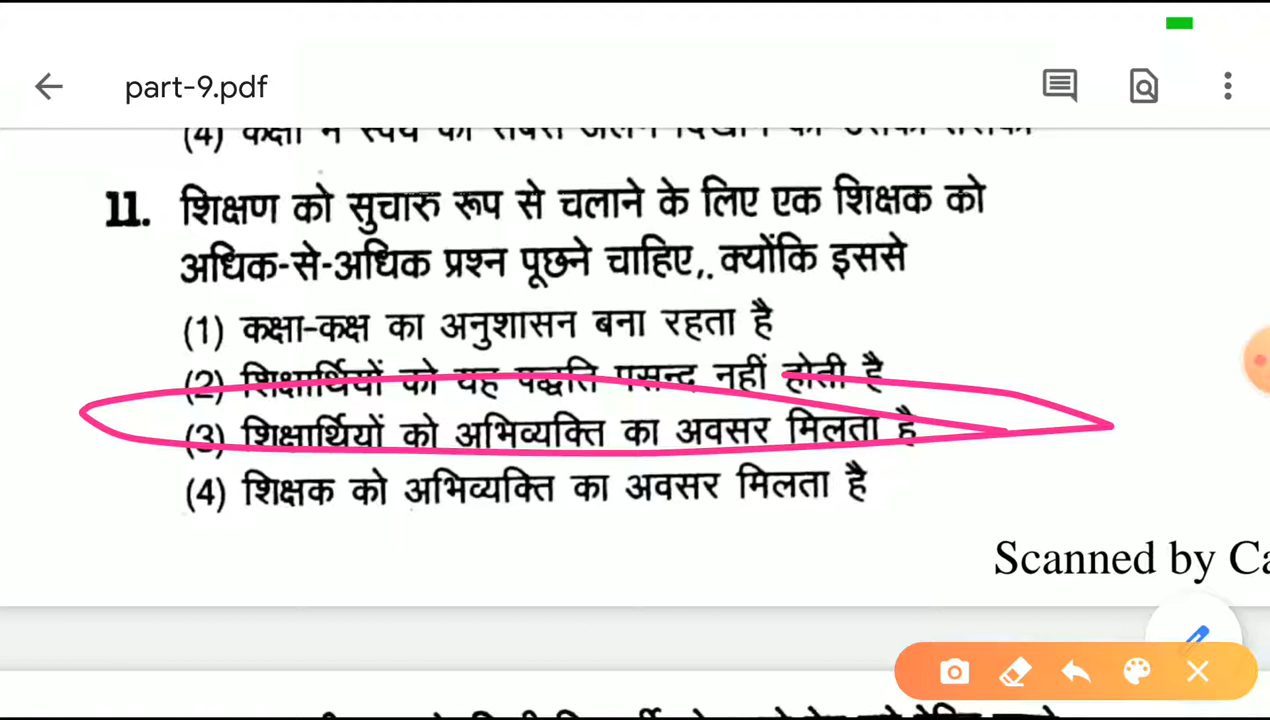 part-9.pdf
11. शिक्षण को सुचारु रूप से चलाने के लिए एक शिक्षक को
अधिक-से-अधिक प्रश्न पूछने चाहिए,. क्योंकि इससे
(1) कक्षा-कक्ष का अनुशासन बना रहता है
(2) शिक्षार्थियों को यह पद्धति पसन्द नहीं होती है
(3) शिक्षार्थियों को अभिव्यक्ति का अवसर मिलता है
(4) शिक्षक को अभिव्यक्ति का अवसर मिलता है
Scanned by